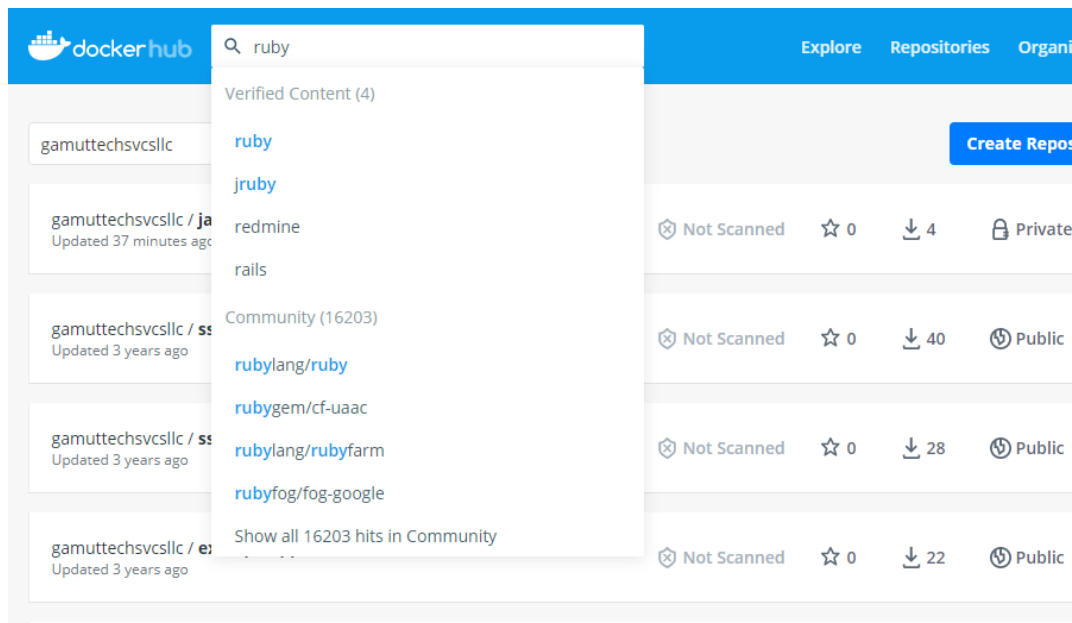 dockerhub
ruby
Explore Repositories Organi
Verified Content (4)
ruby
jruby
redmine
rails
Community (16203)
rubylang/ruby
rubygem/cf-uaac
rubylang/rubyfarm
rubyfog/fog-google
Show all 16203 hits in Community
gamuttechsvcsllc
Create Repos
gamuttechsvcsllc / ja
Updated 37 minutes ago
Not Scanned 0 4 Private
gamuttechsvcsllc / ss
Updated 3 years ago
Not Scanned 0 40 Public
gamuttechsvcsllc / ss
Updated 3 years ago
Not Scanned 0 28 Public
gamuttechsvcsllc / ex
Updated 3 years ago
Not Scanned 0 22 Public